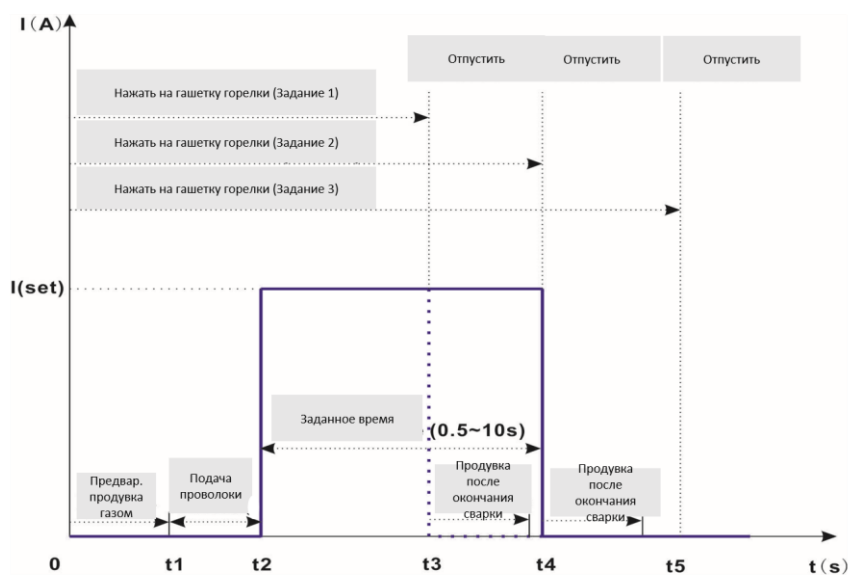 I(A)
Отпустить
Отпустить
Отпустить
Нажать на гашетку горелки (Задание 1)
Нажать на гашетку горелки (Задание 2)
Нажать на гашетку горелки (Задание 3)
I(set)
Заданное время
(0.5~10s)
Предвар.
продувка
газом
Подача
проволоки
Продувка
после
окончания
сварки
Продувка
после
окончания
сварки
0
t1
t2
t3
t4
t5
t(s)